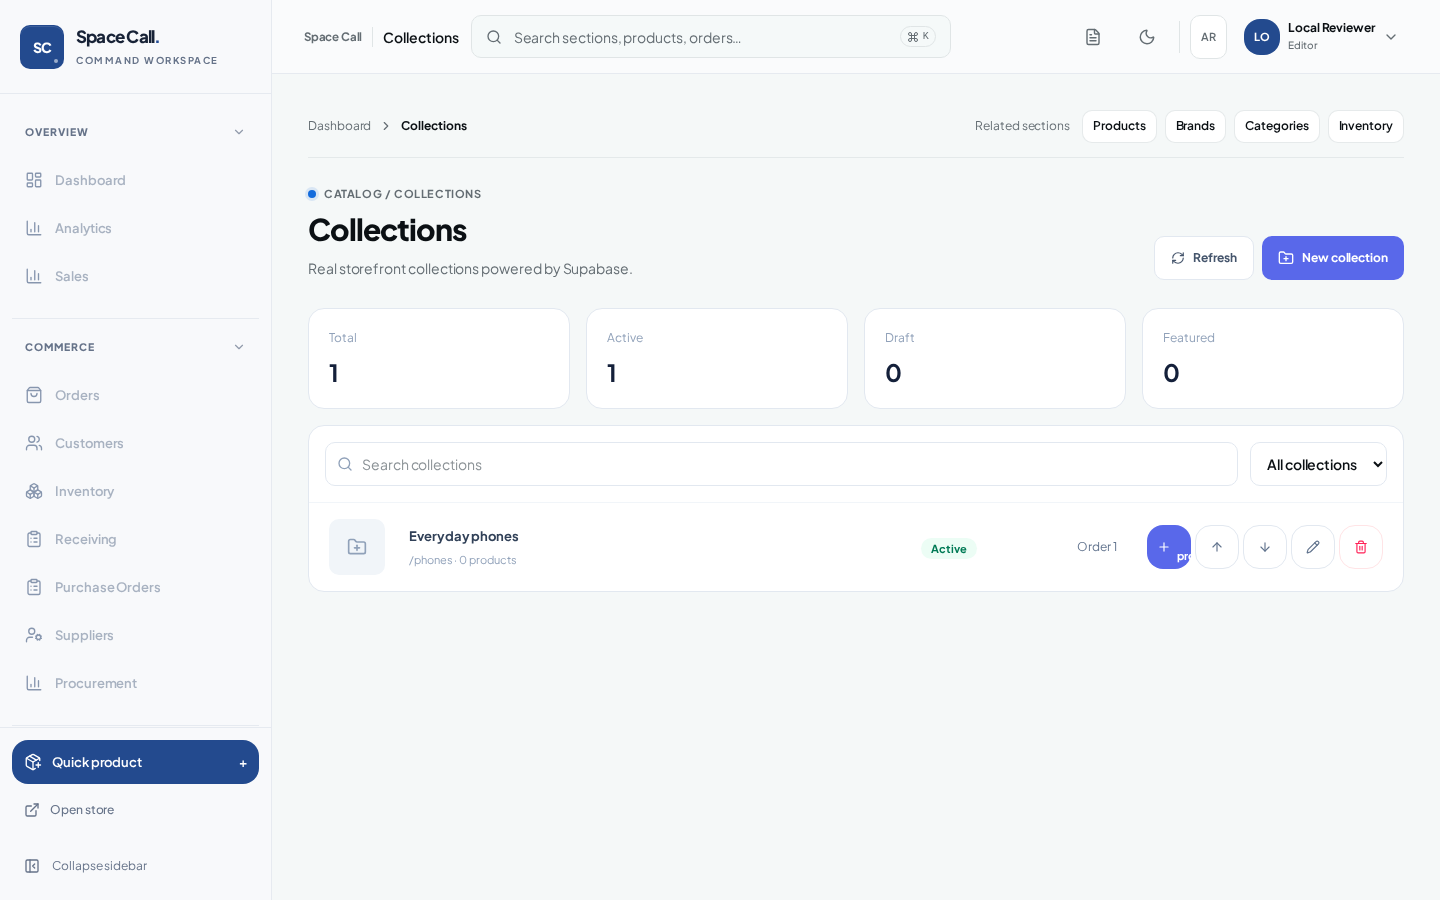 SC
SpaceCall.
COMMAND WORKSPACE
Space Call
Collections
Search sections, products, orders...
⌘ K
AR
LO
Local Reviewer
Editor
OVERVIEW
Dashboard
Analytics
Sales
COMMERCE
Orders
Customers
Inventory
Receiving
Purchase Orders
Suppliers
Procurement
Quick product
+
Open store
Collapse sidebar
Dashboard
Collections
Related sections
Products
Brands
Categories
Inventory
CATALOG / COLLECTIONS
Collections
Real storefront collections powered by Supabase.
Refresh
New collection
Total
1
Active
1
Draft
0
Featured
0
Search collections
All collections
Everyday phones
/phones · 0 products
Active
Order 1